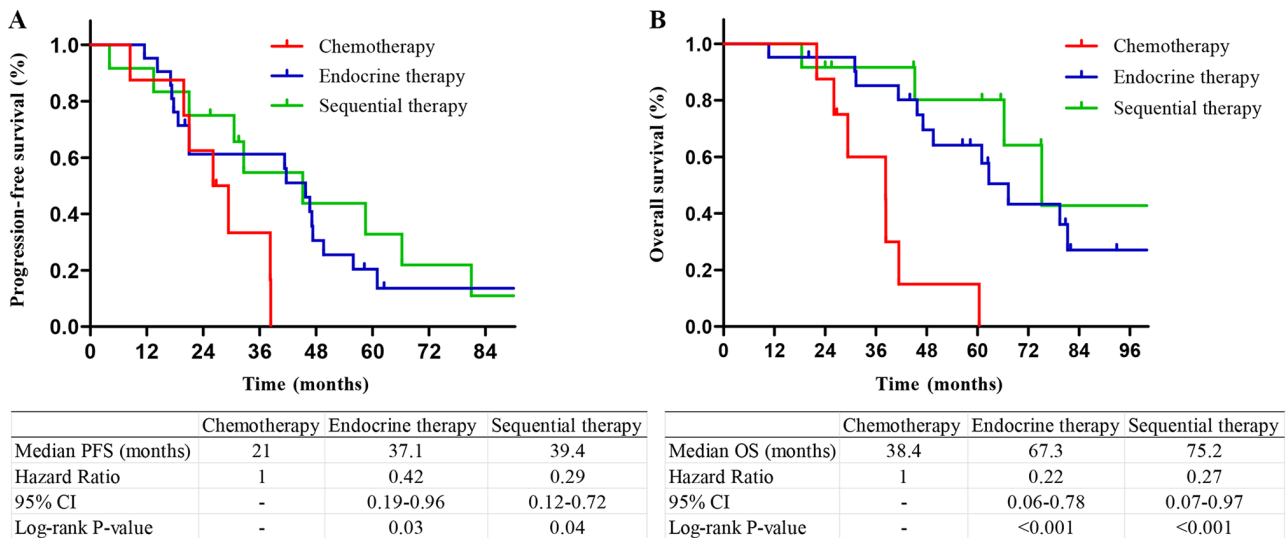 A
Progression-free survival (%)
1.0
0.8
0.6
0.4
0.2
0.0
Chemotherapy
Endocrine therapy
Sequential therapy
0 12 24 36 48 60 72 84
Time (months)
Chemotherapy Endocrine therapy Sequential therapy
Median PFS (months) 21 37.1 39.4
Hazard Ratio 1 0.42 0.29
95% CI - 0.19-0.96 0.12-0.72
Log-rank P-value - 0.03 0.04
B
Overall survival (%)
1.0
0.8
0.6
0.4
0.2
0.0
Chemotherapy
Endocrine therapy
Sequential therapy
0 12 24 36 48 60 72 84 96
Time (months)
Chemotherapy Endocrine therapy Sequential therapy
Median OS (months) 38.4 67.3 75.2
Hazard Ratio 1 0.22 0.27
95% CI - 0.06-0.78 0.07-0.97
Log-rank P-value - <0.001 <0.001